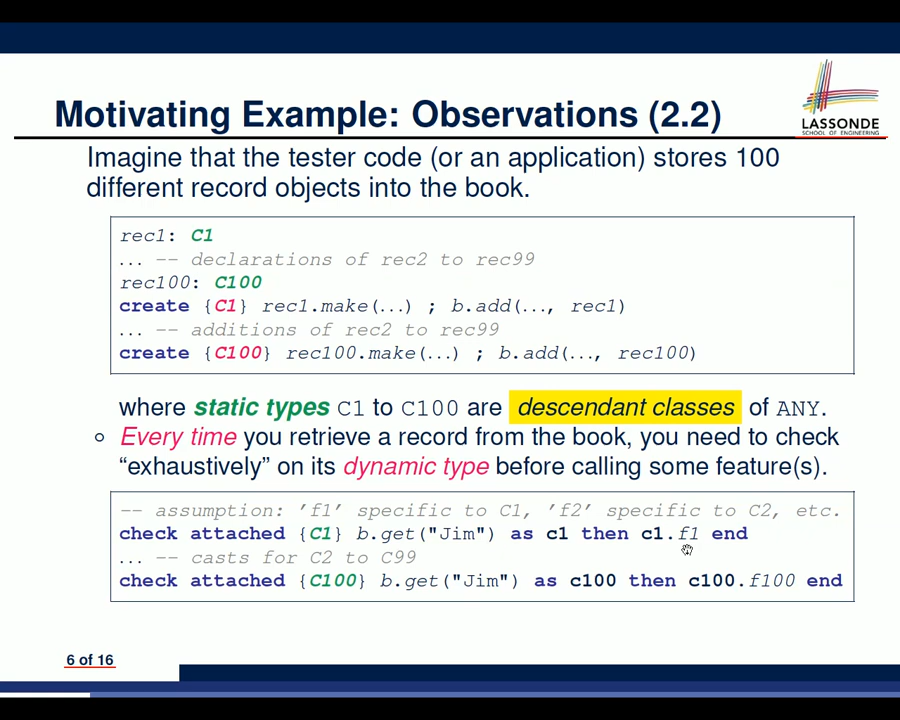 Motivating Example: Observations (2.2)
LASSONDE
SCHOOL OF ENGINEERING
Imagine that the tester code (or an application) stores 100
different record objects into the book.
rec1: C1
... -- declarations of rec2 to rec99
rec100: C100
create {C1} rec1.make(...) ; b.add(..., rec1)
... -- additions of rec2 to rec99
create {C100} rec100.make(...) ; b.add(..., rec100)
where static types C1 to C100 are descendant classes of ANY.
○ Every time you retrieve a record from the book, you need to check
“exhaustively” on its dynamic type before calling some feature(s).
-- assumption: 'f1' specific to C1, 'f2' specific to C2, etc.
check attached {C1} b.get("Jim") as c1 then c1.f1 end
... -- casts for C2 to C99
check attached {C100} b.get("Jim") as c100 then c100.f100 end
6 of 16